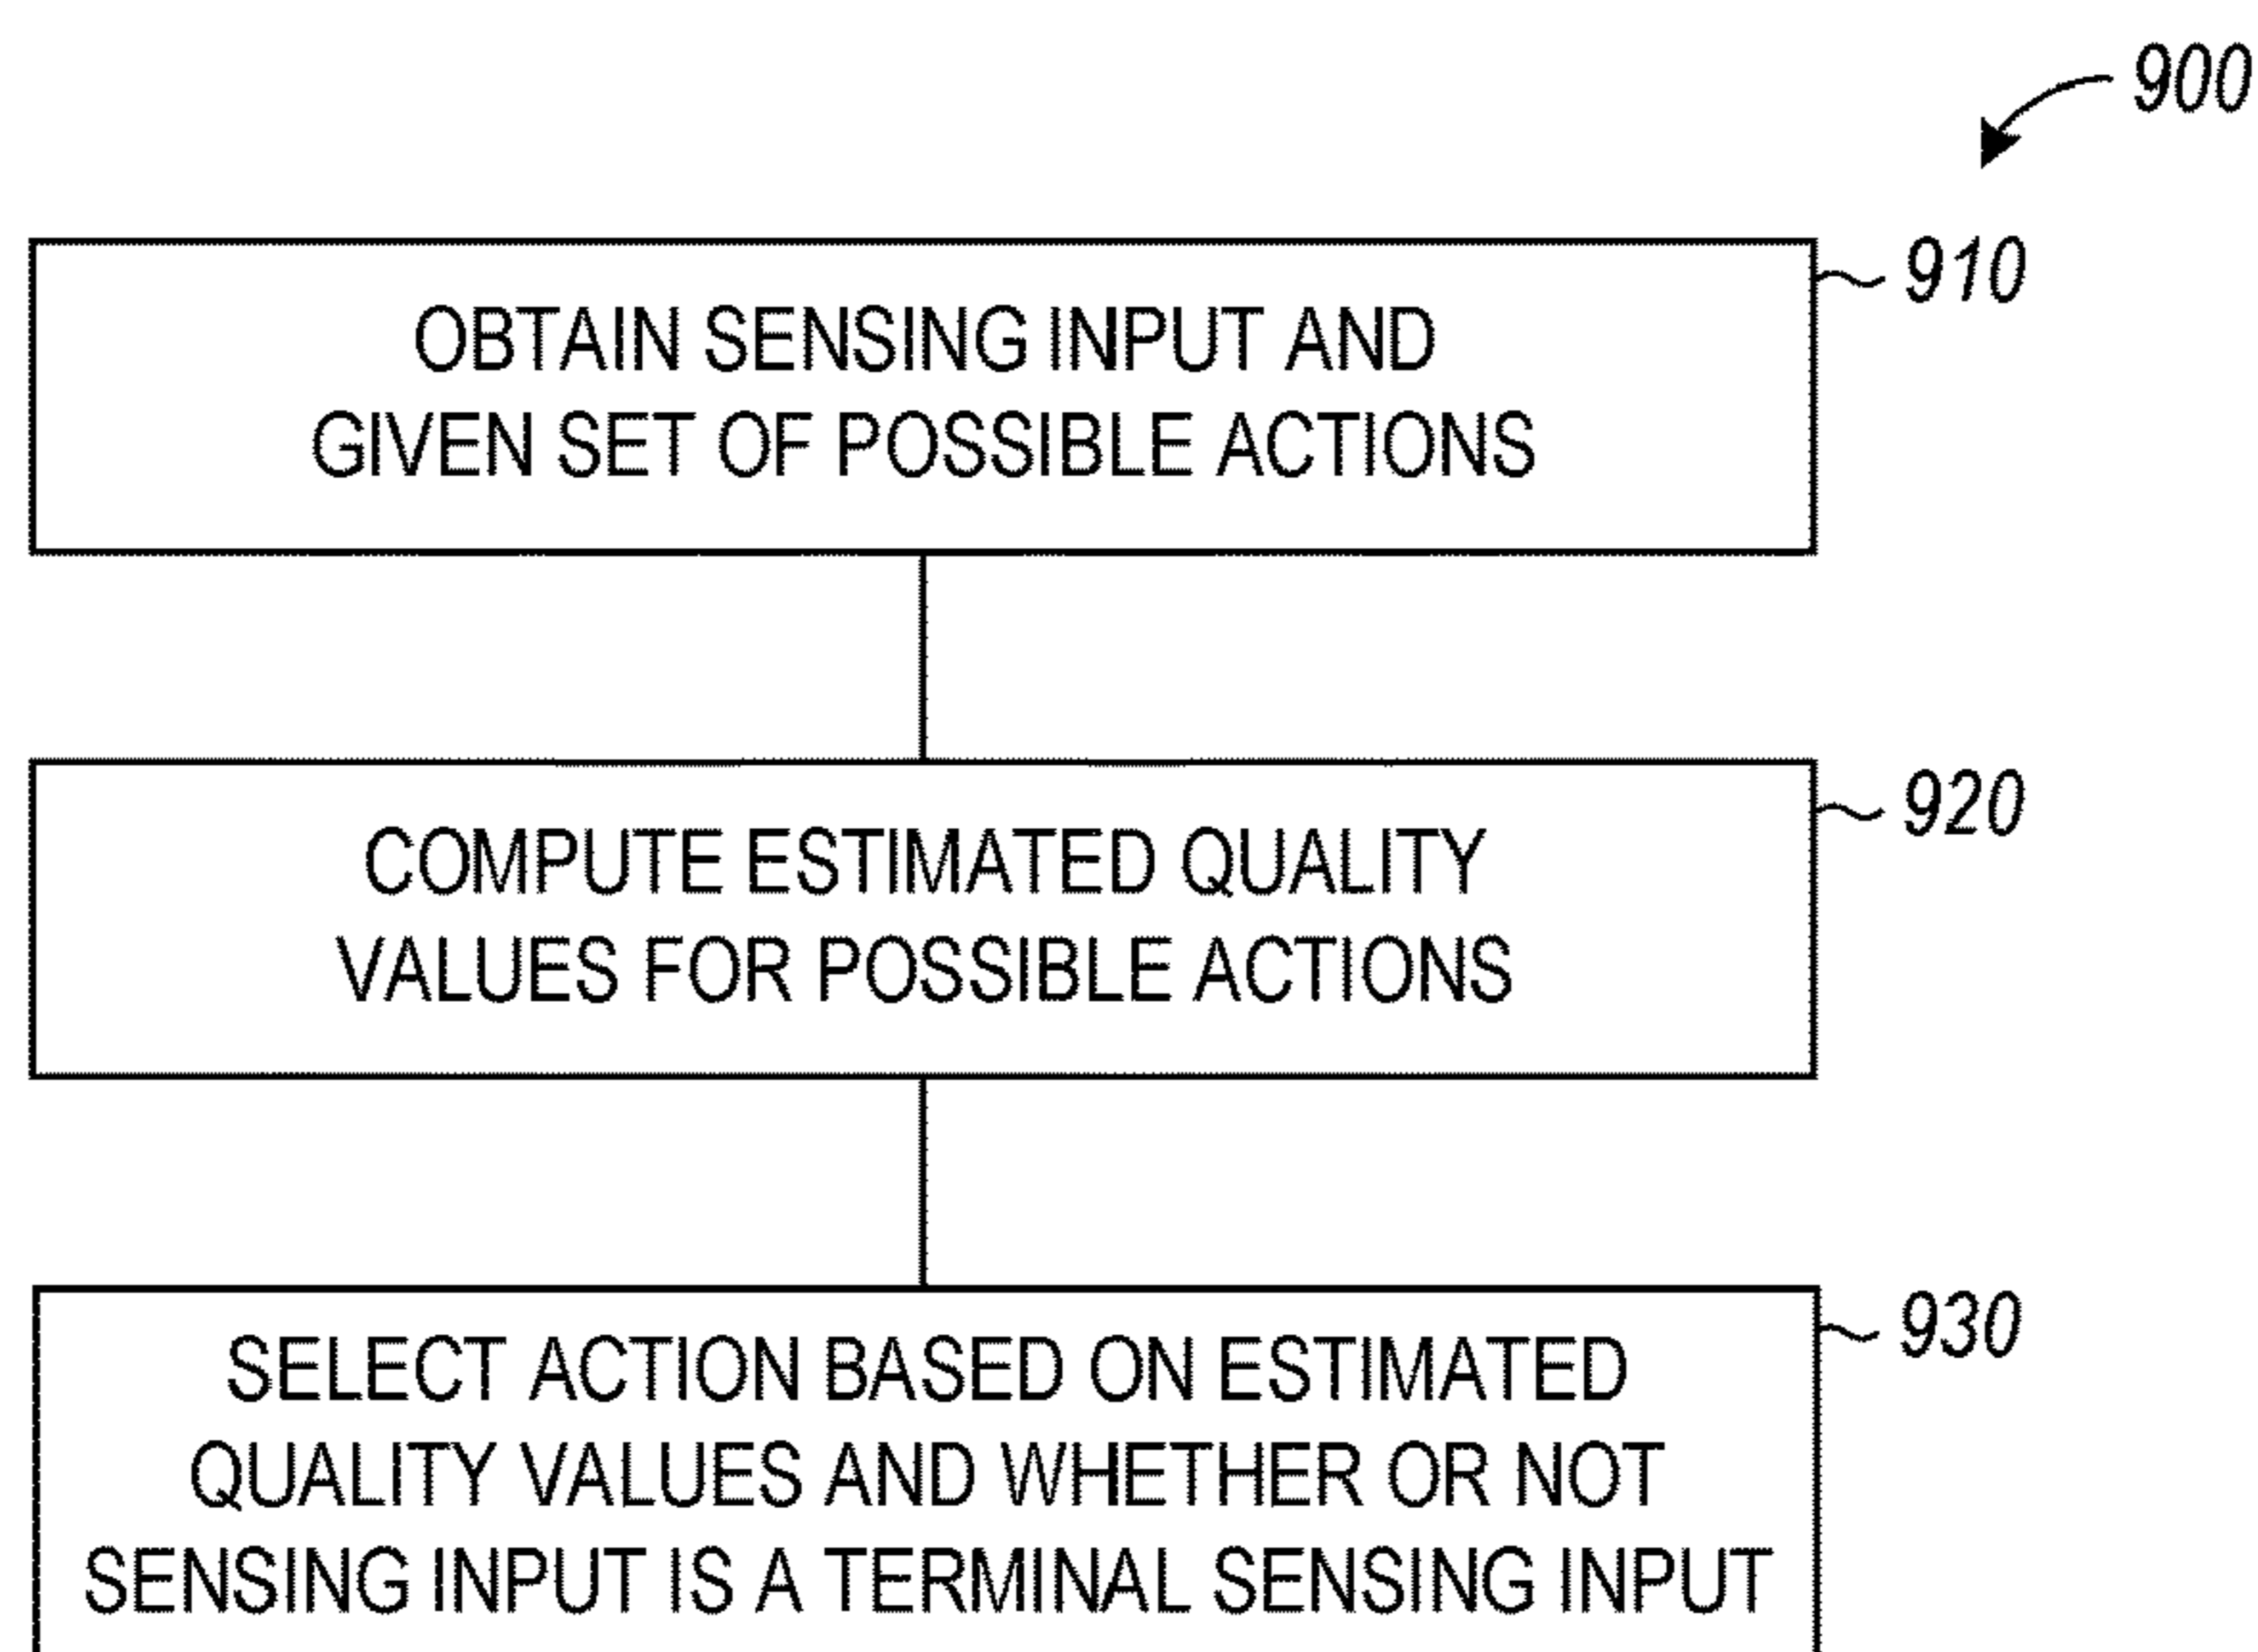 900
910
OBTAIN SENSING INPUT AND
GIVEN SET OF POSSIBLE ACTIONS
920
COMPUTE ESTIMATED QUALITY
VALUES FOR POSSIBLE ACTIONS
930
SELECT ACTION BASED ON ESTIMATED
QUALITY VALUES AND WHETHER OR NOT
SENSING INPUT IS A TERMINAL SENSING INPUT